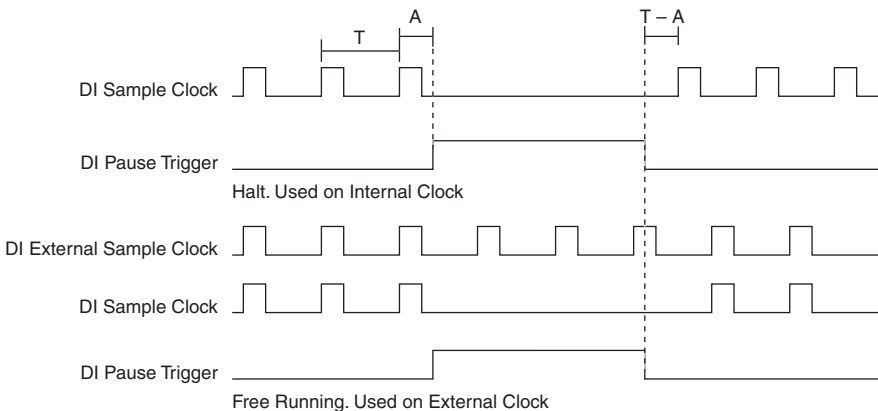 A
T – A
T
DI Sample Clock
DI Pause Trigger
Halt. Used on Internal Clock
DI External Sample Clock
DI Sample Clock
DI Pause Trigger
Free Running. Used on External Clock